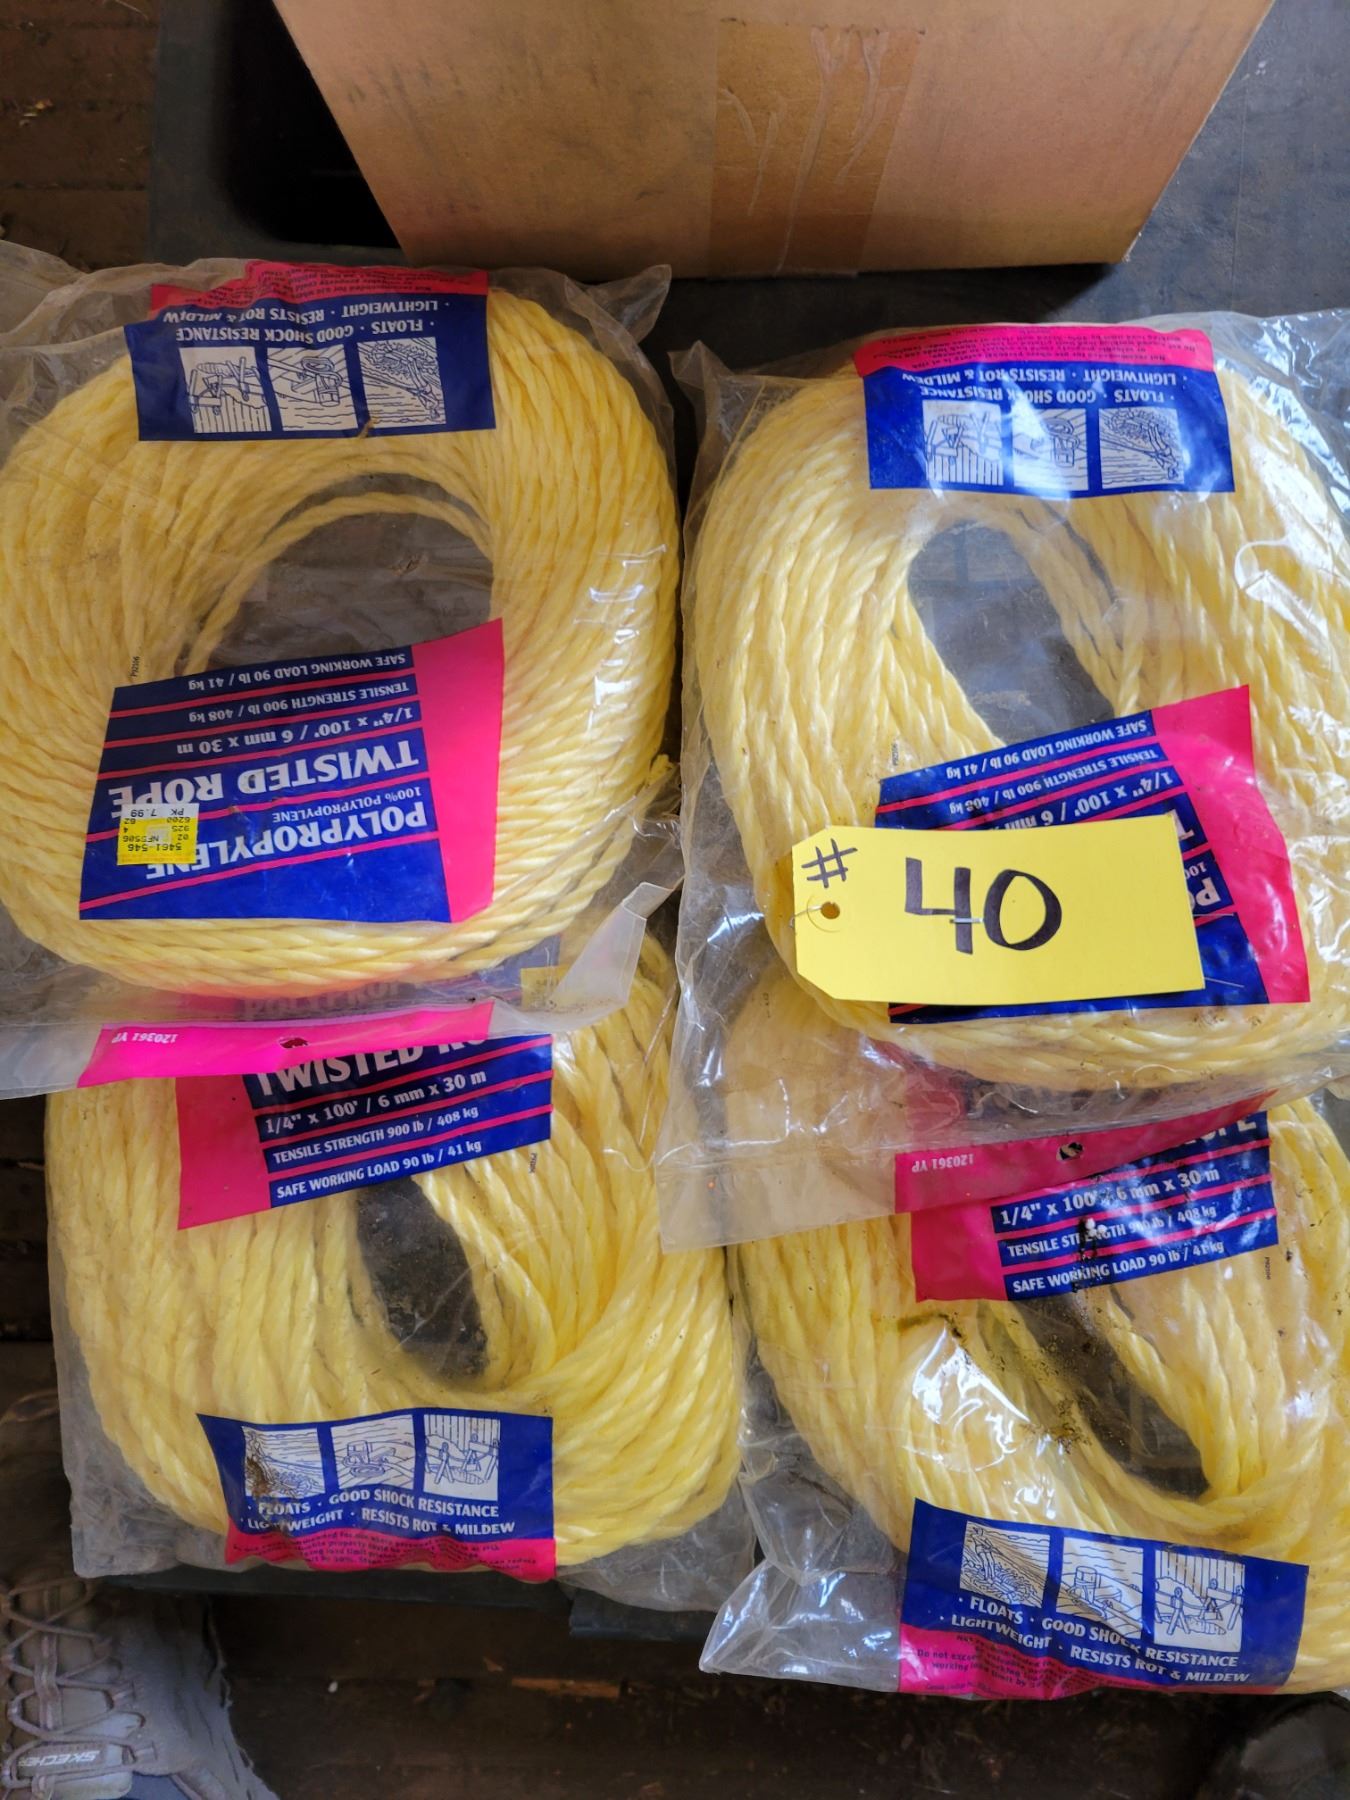 · FLOATS · GOOD SHOCK RESISTANCE
· LIGHTWEIGHT · RESISTS ROT & MILDEW
SAFE WORKING LOAD 90 lb / 41 kg
TENSILE STRENGTH 900 lb / 408 kg
1/4" x 100' / 6 mm x 30 m
TWISTED ROPE
100% POLYPROPYLENE
POLYPROPYLENE
PK 7.99
5461-546
120361 YP
P92106
· FLOATS · GOOD SHOCK RESISTANCE
· LIGHTWEIGHT · RESISTS ROT & MILDEW
SAFE WORKING LOAD 90 lb / 41 kg
TENSILE STRENGTH 900 lb / 408
1/4" x 100' / 6 mm
# 40
120361 YP
TWISTED
1/4" x 100' / 6 mm x 30 m
TENSILE STRENGTH 900 lb / 408 kg
SAFE WORKING LOAD 90 lb / 41 kg
· FLOATS · GOOD SHOCK RESISTANCE
· LIGHTWEIGHT · RESISTS ROT & MILDEW
1/4" x 100' / 6 mm x 30 m
TENSILE STRENGTH 900 lb / 408 kg
SAFE WORKING LOAD 90 lb / 41 kg
· FLOATS · GOOD SHOCK RESISTANCE
· LIGHTWEIGHT · RESISTS ROT & MILDEW
SKECHERS